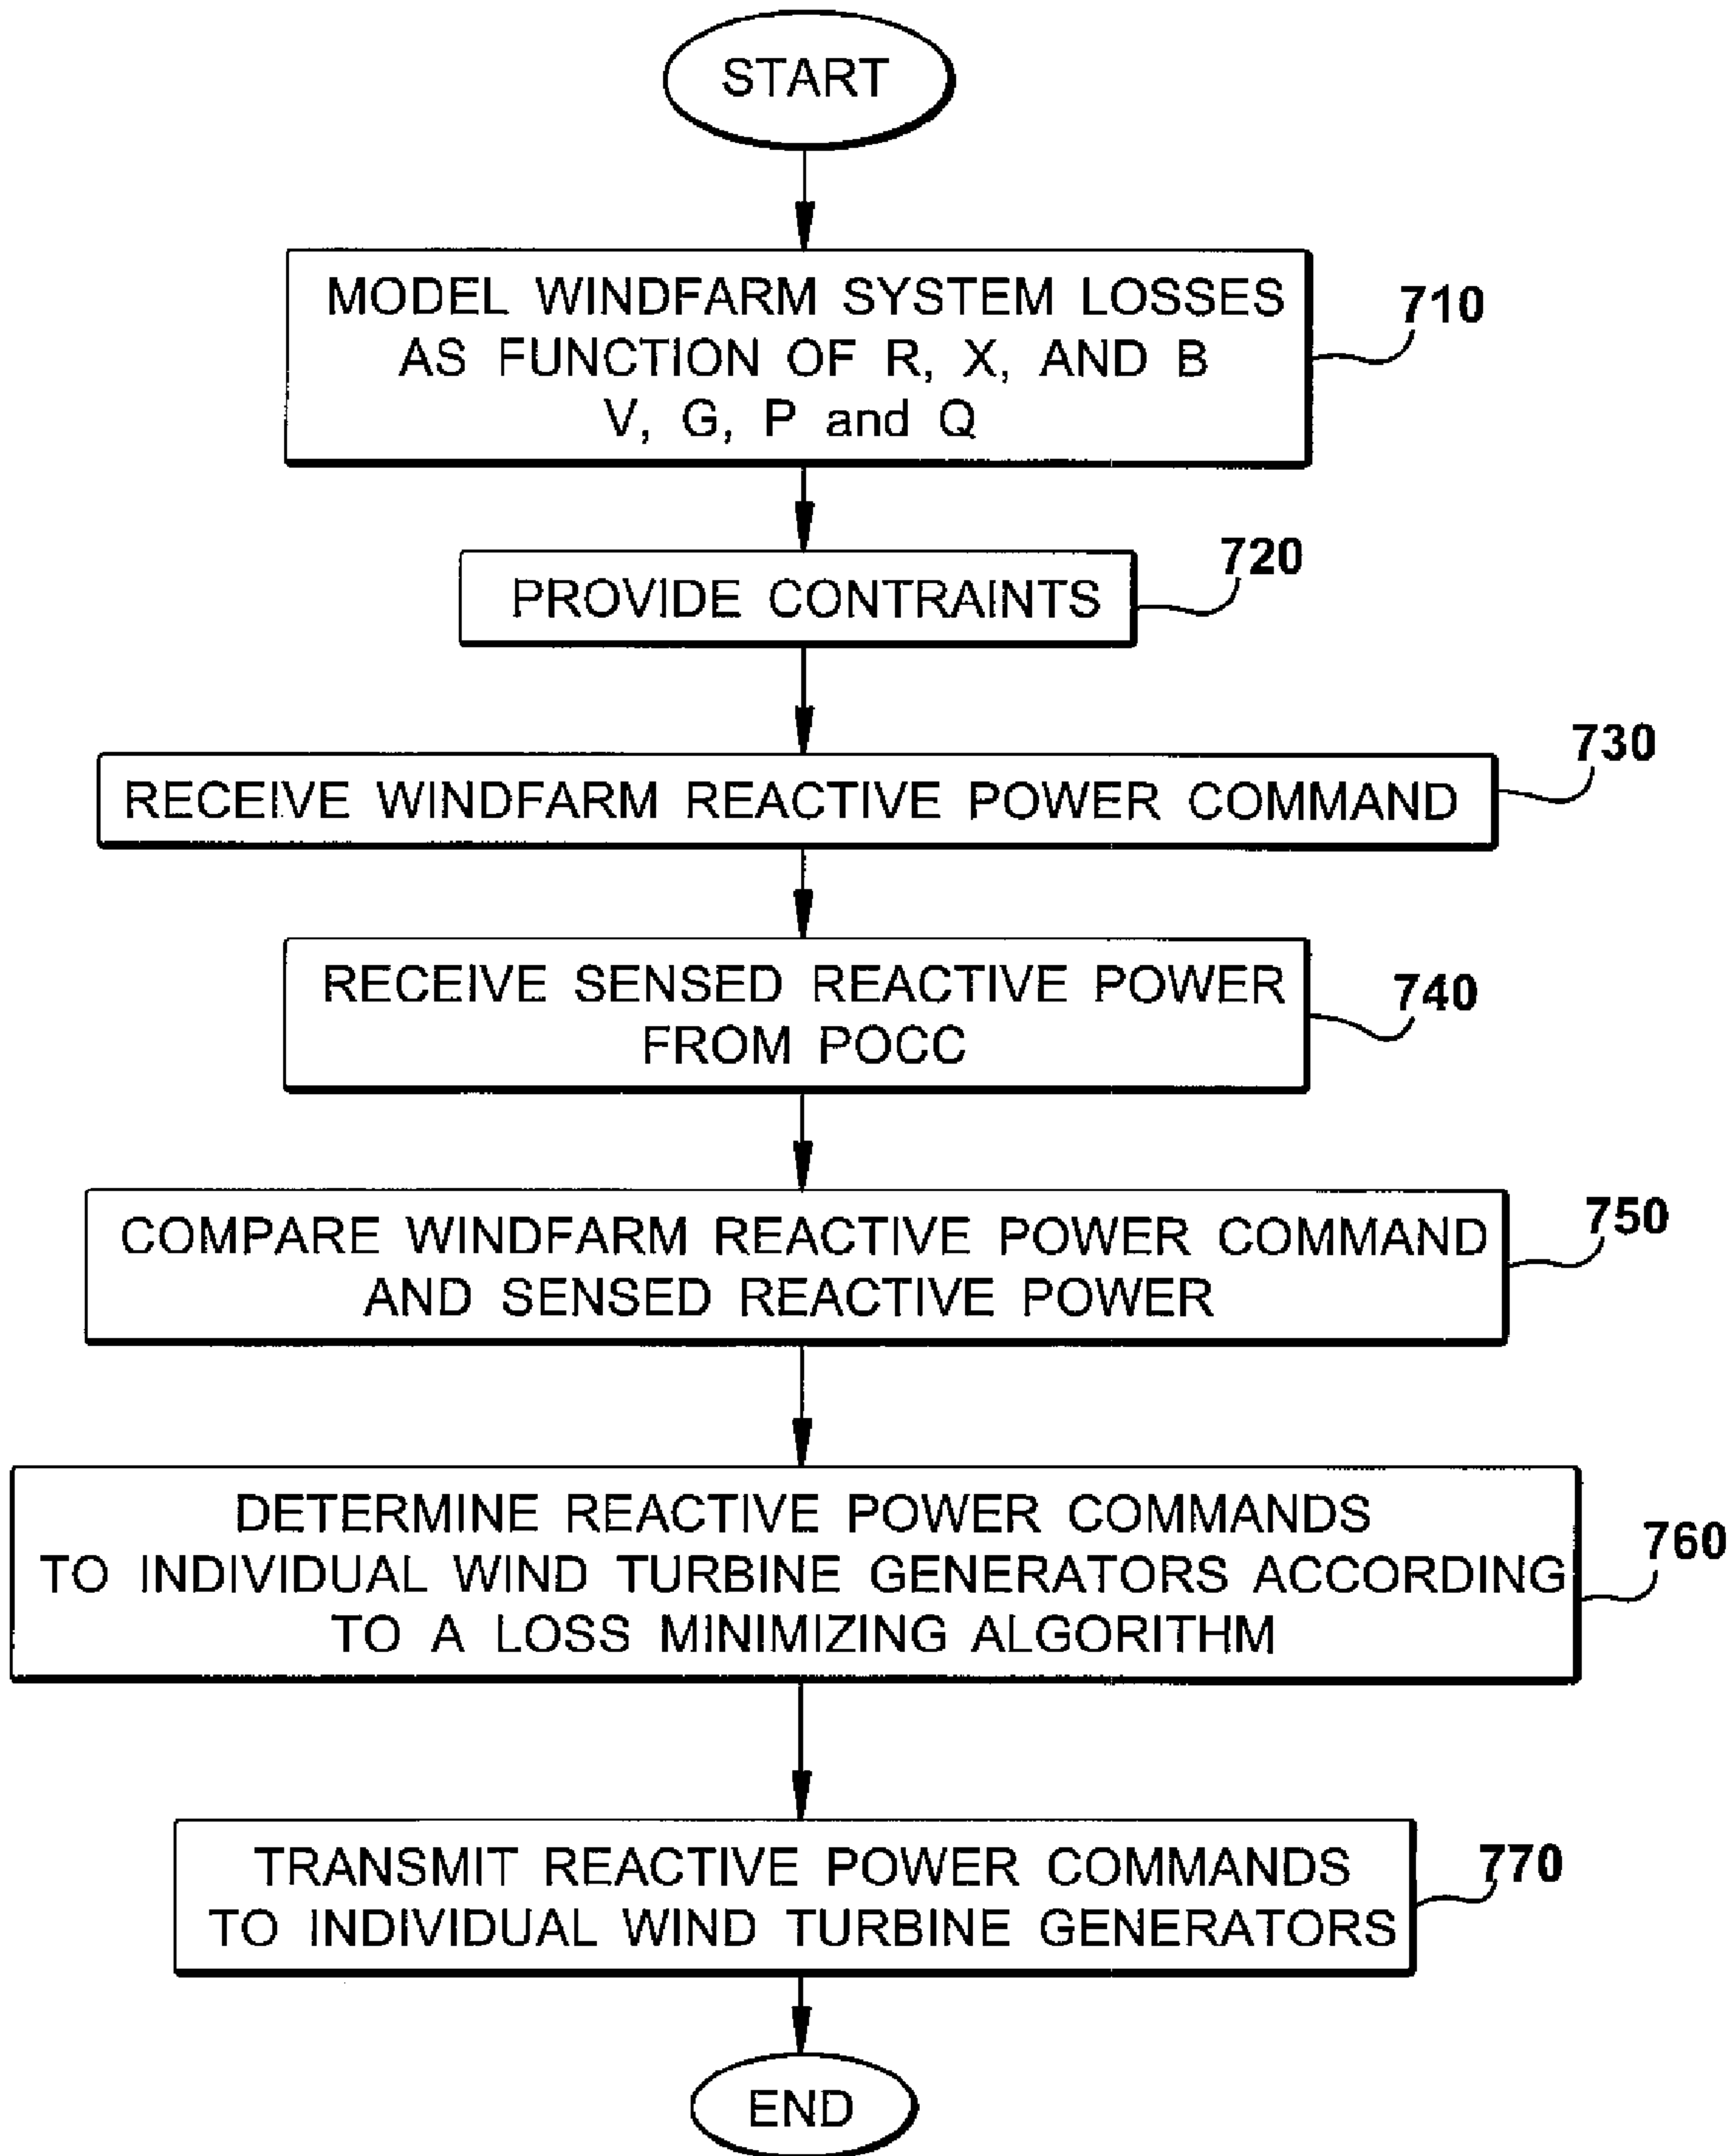 START
MODEL WINDFARM SYSTEM LOSSES
AS FUNCTION OF R, X, AND B
V, G, P and Q
710
PROVIDE CONTRAINTS
720
RECEIVE WINDFARM REACTIVE POWER COMMAND
730
RECEIVE SENSED REACTIVE POWER
FROM POCC
740
COMPARE WINDFARM REACTIVE POWER COMMAND
AND SENSED REACTIVE POWER
750
DETERMINE REACTIVE POWER COMMANDS
TO INDIVIDUAL WIND TURBINE GENERATORS ACCORDING
TO A LOSS MINIMIZING ALGORITHM
760
TRANSMIT REACTIVE POWER COMMANDS
TO INDIVIDUAL WIND TURBINE GENERATORS
770
END